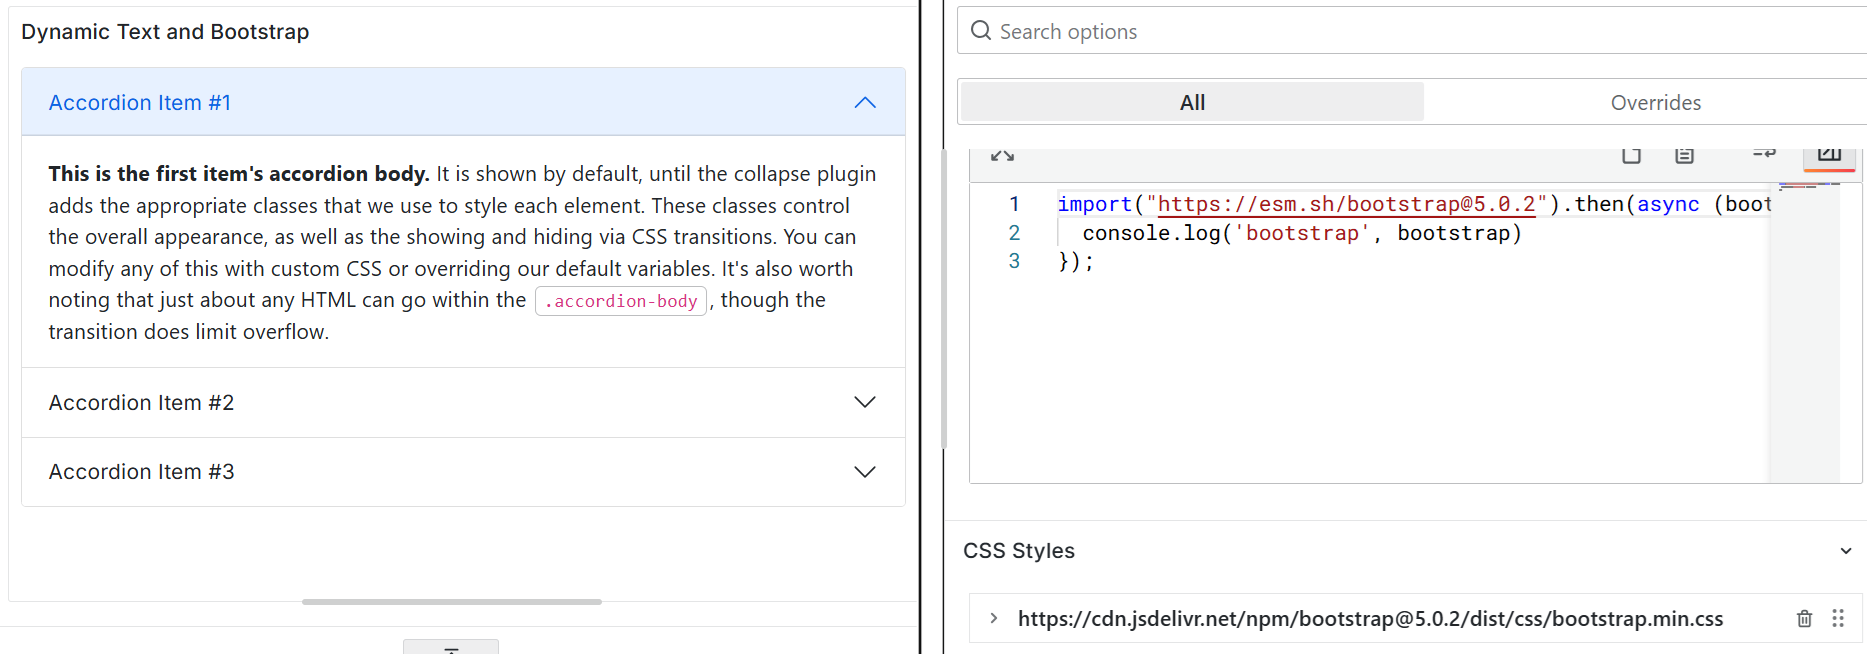 Dynamic Text and Bootstrap
Accordion Item #1
This is the first item's accordion body. It is shown by default, until the collapse plugin
adds the appropriate classes that we use to style each element. These classes control
the overall appearance, as well as the showing and hiding via CSS transitions. You can
modify any of this with custom CSS or overriding our default variables. It's also worth
noting that just about any HTML can go within the .accordion-body, though the
transition does limit overflow.
Accordion Item #2
Accordion Item #3
Search options
All Overrides
1 import("https://esm.sh/bootstrap@5.0.2").then(async (boot
2 console.log('bootstrap', bootstrap)
3 });
CSS Styles
https://cdn.jsdelivr.net/npm/bootstrap@5.0.2/dist/css/bootstrap.min.css